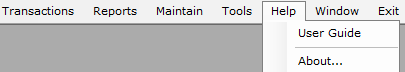 Transactions Reports Maintain Tools Help Window Exit
User Guide
About...